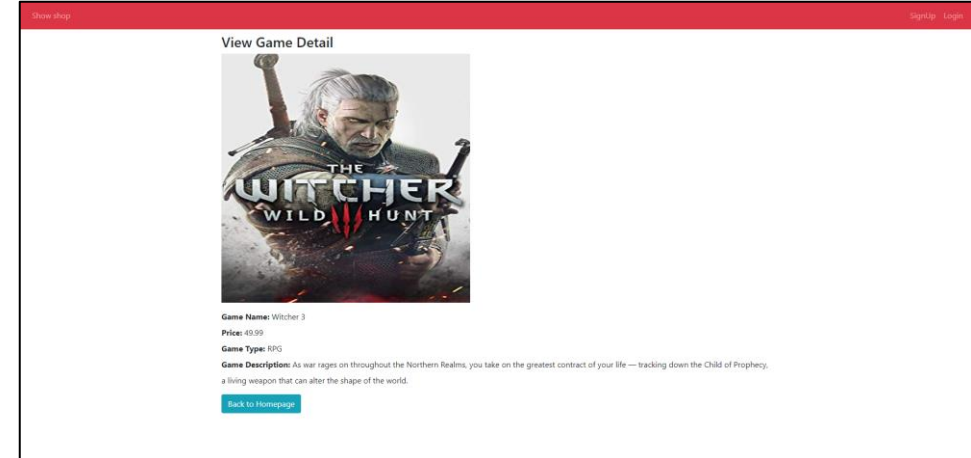 Show shop
SignUp Login
View Game Detail
THE
WITCHER
WILD HUNT
Game Name: Witcher 3
Price: 49.99
Game Type: RPG
Game Description: As war rages on throughout the Northern Realms, you take on the greatest contract of your life — tracking down the Child of Prophecy,
a living weapon that can alter the shape of the world.
Back to Homepage